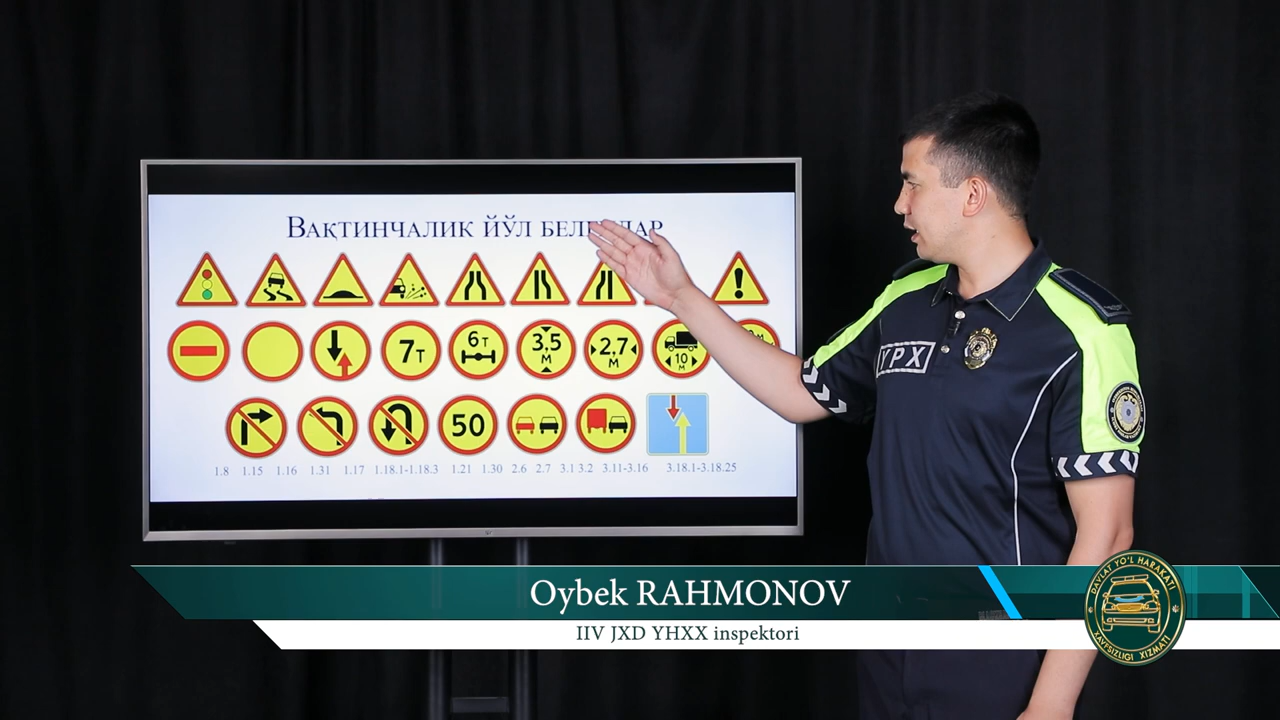 Вақтинчалик йўл
7т
6т
3,5
м
2,7
м
10
м
50
1.8 1.15 1.16 1.31 1.17 1.18.1-1.18.3 1.21 1.30 2.6 2.7 3.1 3.2 3.11-3.16 3.18.1-3.18.25
YPX
Oybek RAHMONOV
IIV JXD YHXX inspektori
DAVLAT YO'L HARAKATI
XAVFSIZLIGI XIZMATI